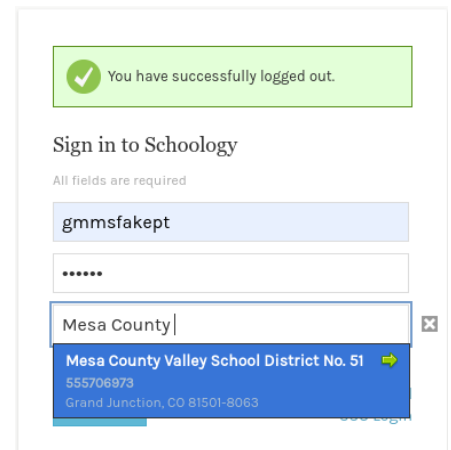 You have successfully logged out.
Sign in to Schoology
All fields are required
gmmsfakept
••••••
Mesa County
Mesa County Valley School District No. 51
555706973
Grand Junction, CO 81501-8063